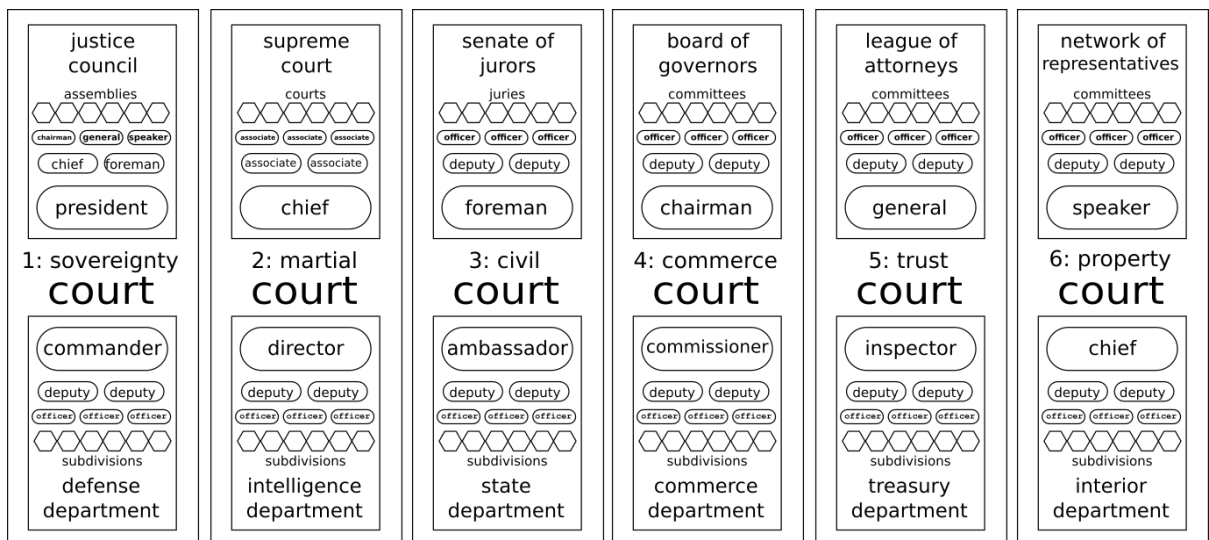 justice
council
assemblies
chairman general speaker
chief foreman
president
1: sovereignty
court
commander
deputy deputy
officer officer officer
subdivisions
defense
department
supreme
court
courts
associate associate associate
associate associate
chief
2: martial
court
director
deputy deputy
officer officer officer
subdivisions
intelligence
department
senate of
jurors
juries
officer officer officer
deputy deputy
foreman
3: civil
court
ambassador
deputy deputy
officer officer officer
subdivisions
state
department
board of
governors
committees
officer officer officer
deputy deputy
chairman
4: commerce
court
commissioner
deputy deputy
officer officer officer
subdivisions
commerce
department
league of
attorneys
committees
officer officer officer
deputy deputy
general
5: trust
court
inspector
deputy deputy
officer officer officer
subdivisions
treasury
department
network of
representatives
committees
officer officer officer
deputy deputy
speaker
6: property
court
chief
deputy deputy
officer officer officer
subdivisions
interior
department